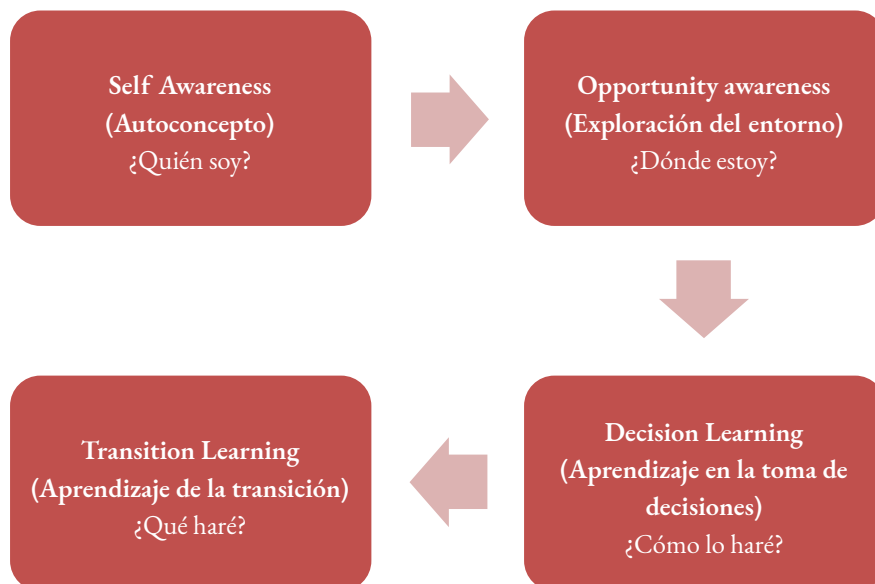 Self Awareness
(Autoconcepto)
¿Quién soy?
Opportunity awareness
(Exploración del entorno)
¿Dónde estoy?
Decision Learning
(Aprendizaje en la toma de
decisiones)
¿Cómo lo haré?
Transition Learning
(Aprendizaje de la transición)
¿Qué haré?